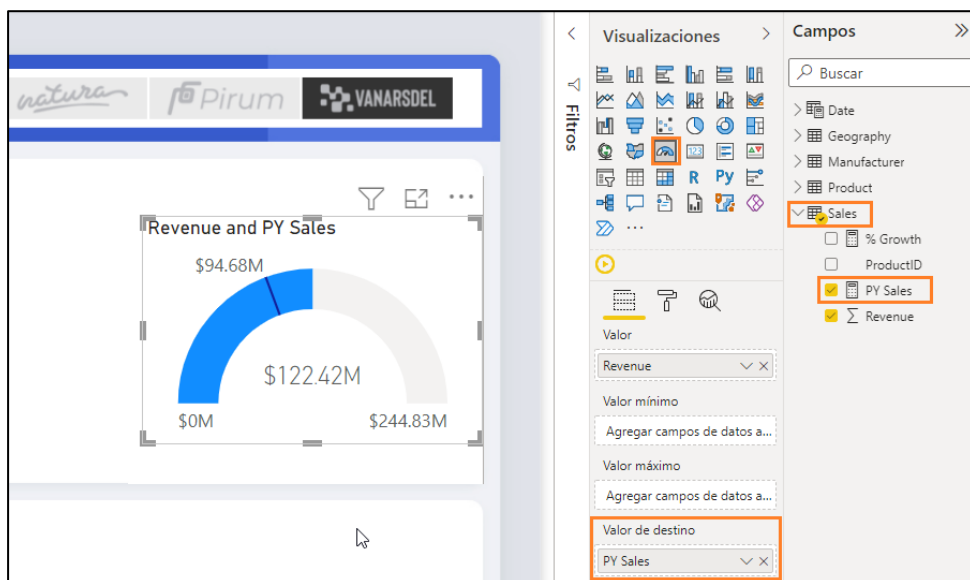 natura
Pirum
VANARSDEL
Revenue and PY Sales
$94.68M
$122.42M
$0M
$244.83M
Filtros
Visualizaciones
123
R
Py
Valor
Revenue
Valor mínimo
Agregar campos de datos a...
Valor máximo
Agregar campos de datos a...
Valor de destino
PY Sales
Campos
Buscar
Date
Geography
Manufacturer
Product
Sales
% Growth
ProductID
PY Sales
Revenue